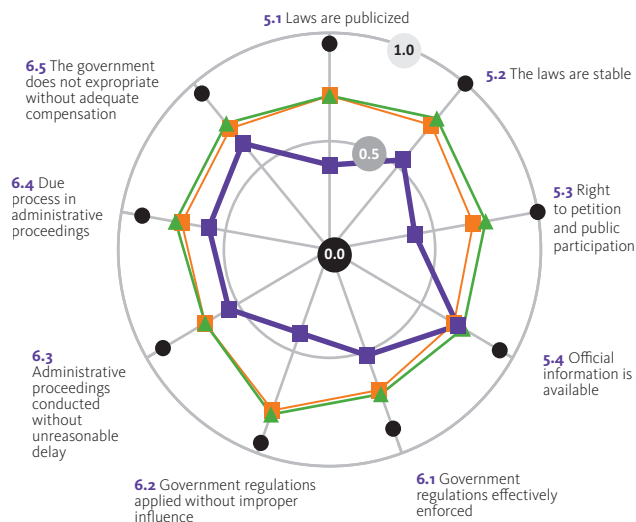 5.1 Laws are publicized
1.0
5.2 The laws are stable
0.5
5.3 Right
to petition
and public
participation
0.0
5.4 Official
information is
available
6.1 Government
regulations effectively
enforced
6.2 Government regulations
applied without improper
influence
6.3
Administrative
proceedings
conducted
without
unreasonable
delay
6.4 Due
process in
administrative
proceedings
6.5 The government
does not expropriate
without adequate
compensation